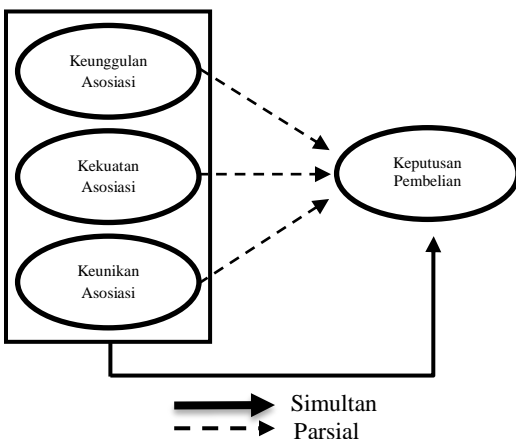 Keunggulan
Asosiasi
Kekuatan
Asosiasi
Keunikan
Asosiasi
Keputusan
Pembelian
Simultan
Parsial